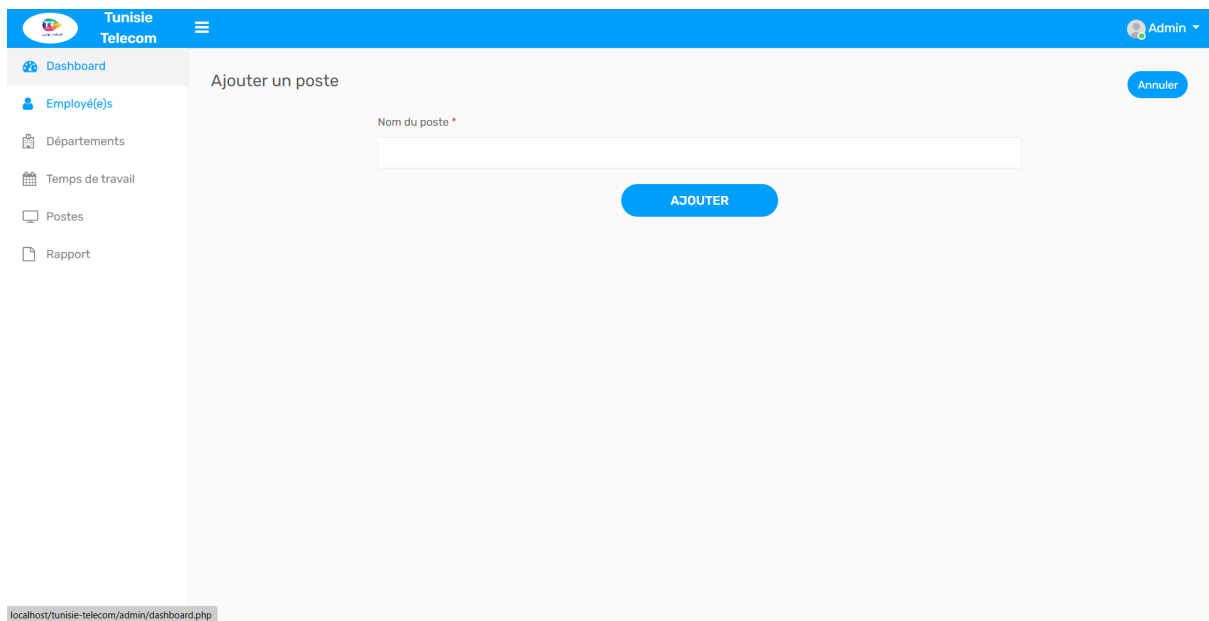 Tunisie
Telecom
Admin
Dashboard
Employé(e)s
Départements
Temps de travail
Postes
Rapport
Ajouter un poste
Annuler
Nom du poste *
AJOUTER
localhost/tunisie-telecom/admin/dashboard.php